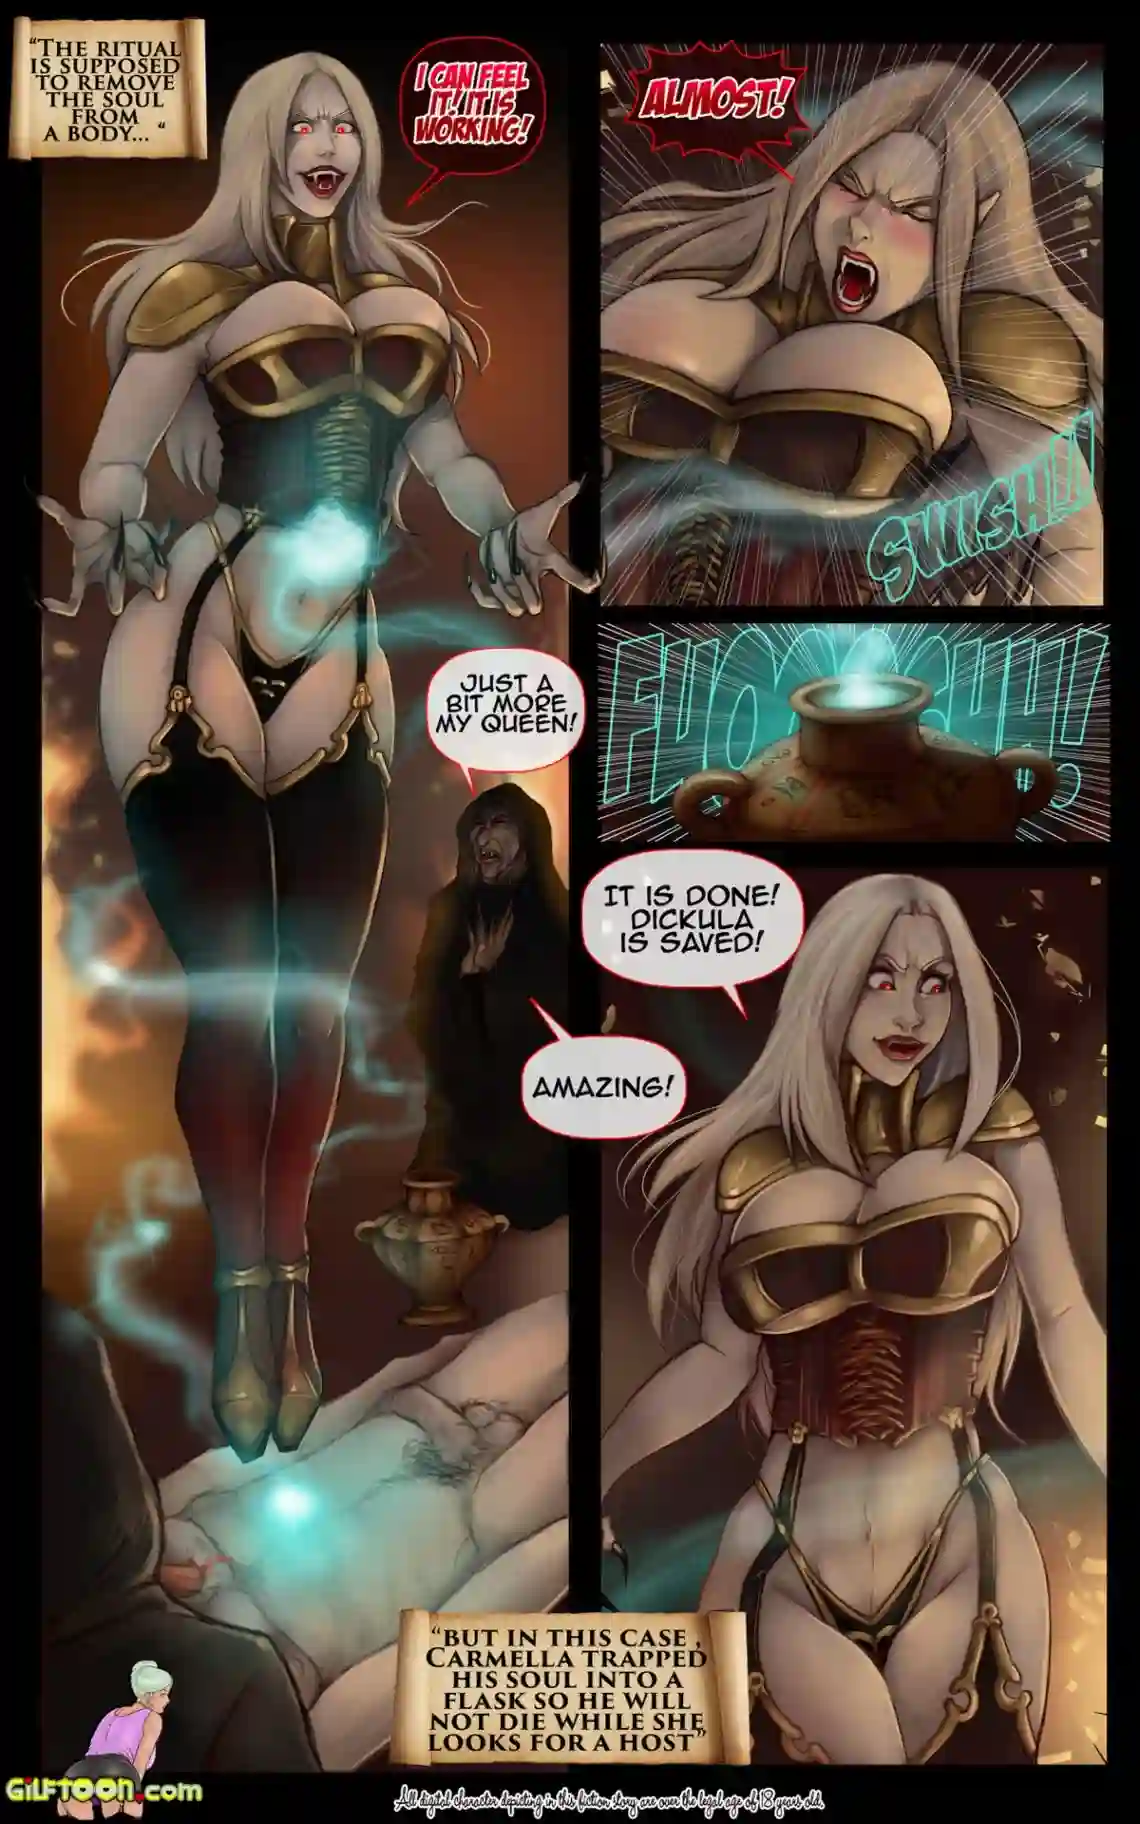 “THE RITUAL
IS SUPPOSED
TO REMOVE
THE SOUL
FROM
A BODY... “
I CAN FEEL
IT! IT IS
WORKING!
ALMOST!
SWISH!!!
JUST A
BIT MORE
MY QUEEN!
FHOOOSHH!!!
IT IS DONE!
DICKULA
IS SAVED!
AMAZING!
“BUT IN THIS CASE ,
CARMELLA TRAPPED
HIS SOUL INTO A
FLASK SO HE WILL
NOT DIE WHILE SHE
LOOKS FOR A HOST”
GiLFTOON.com
All digital character depicting in this fiction story are over the legal age of 18 years old.